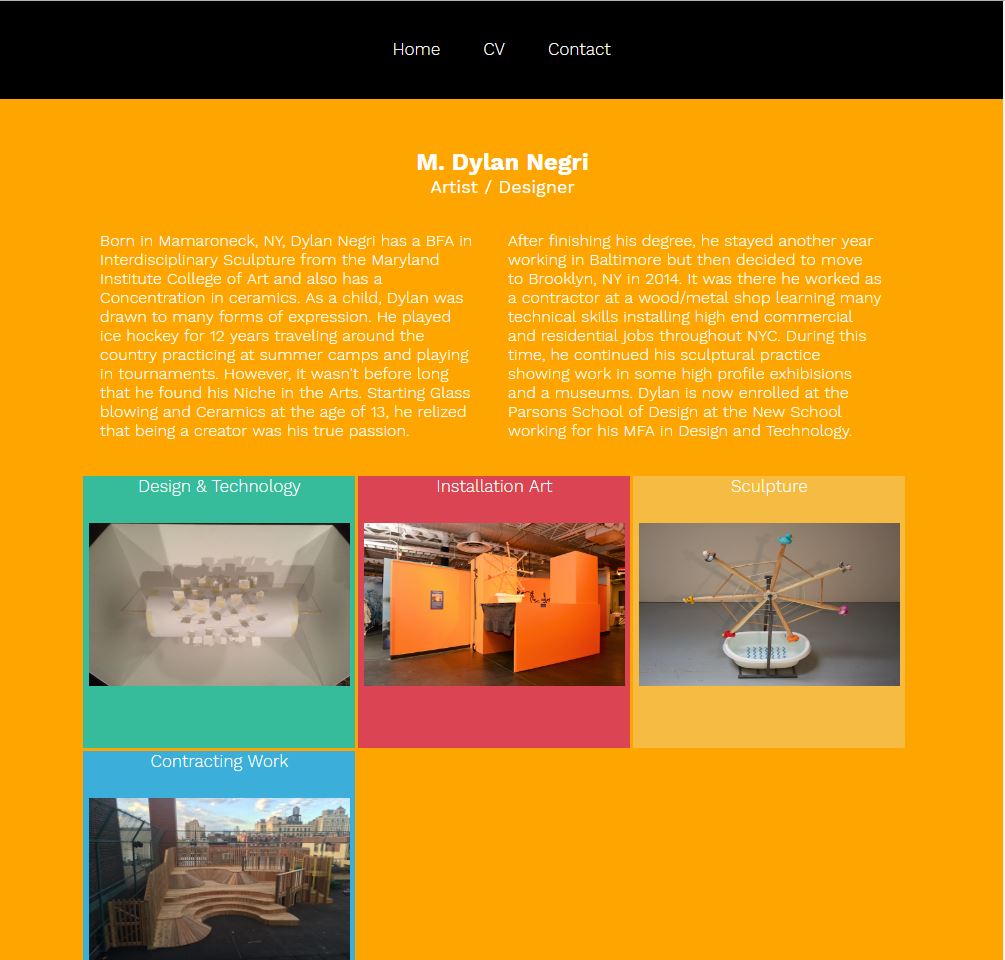 Home CV Contact
M. Dylan Negri
Artist / Designer
Born in Mamaroneck, NY, Dylan Negri has a BFA in
Interdisciplinary Sculpture from the Maryland
Institute College of Art and also has a
Concentration in ceramics. As a child, Dylan was
drawn to many forms of expression. He played
ice hockey for 12 years traveling around the
country practicing at summer camps and playing
in tournaments. However, it wasn't before long
that he found his Niche in the Arts. Starting Glass
blowing and Ceramics at the age of 13, he relized
that being a creator was his true passion.
After finishing his degree, he stayed another year
working in Baltimore but then decided to move
to Brooklyn, NY in 2014. It was there he worked as
a contractor at a wood/metal shop learning many
technical skills installing high end commercial
and residential jobs throughout NYC. During this
time, he continued his sculptural practice
showing work in some high profile exhibisions
and a museums. Dylan is now enrolled at the
Parsons School of Design at the New School
working for his MFA in Design and Technology.
Design & Technology
Installation Art
Sculpture
Contracting Work